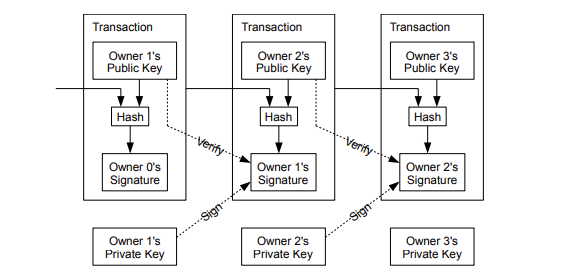 Transaction
Transaction
Transaction
Owner 1's
Public Key
Owner 2's
Public Key
Owner 3's
Public Key
Hash
Hash
Hash
Verify
Verify
Owner 0's
Signature
Owner 1's
Signature
Owner 2's
Signature
Sign
Sign
Owner 1's
Private Key
Owner 2's
Private Key
Owner 3's
Private Key